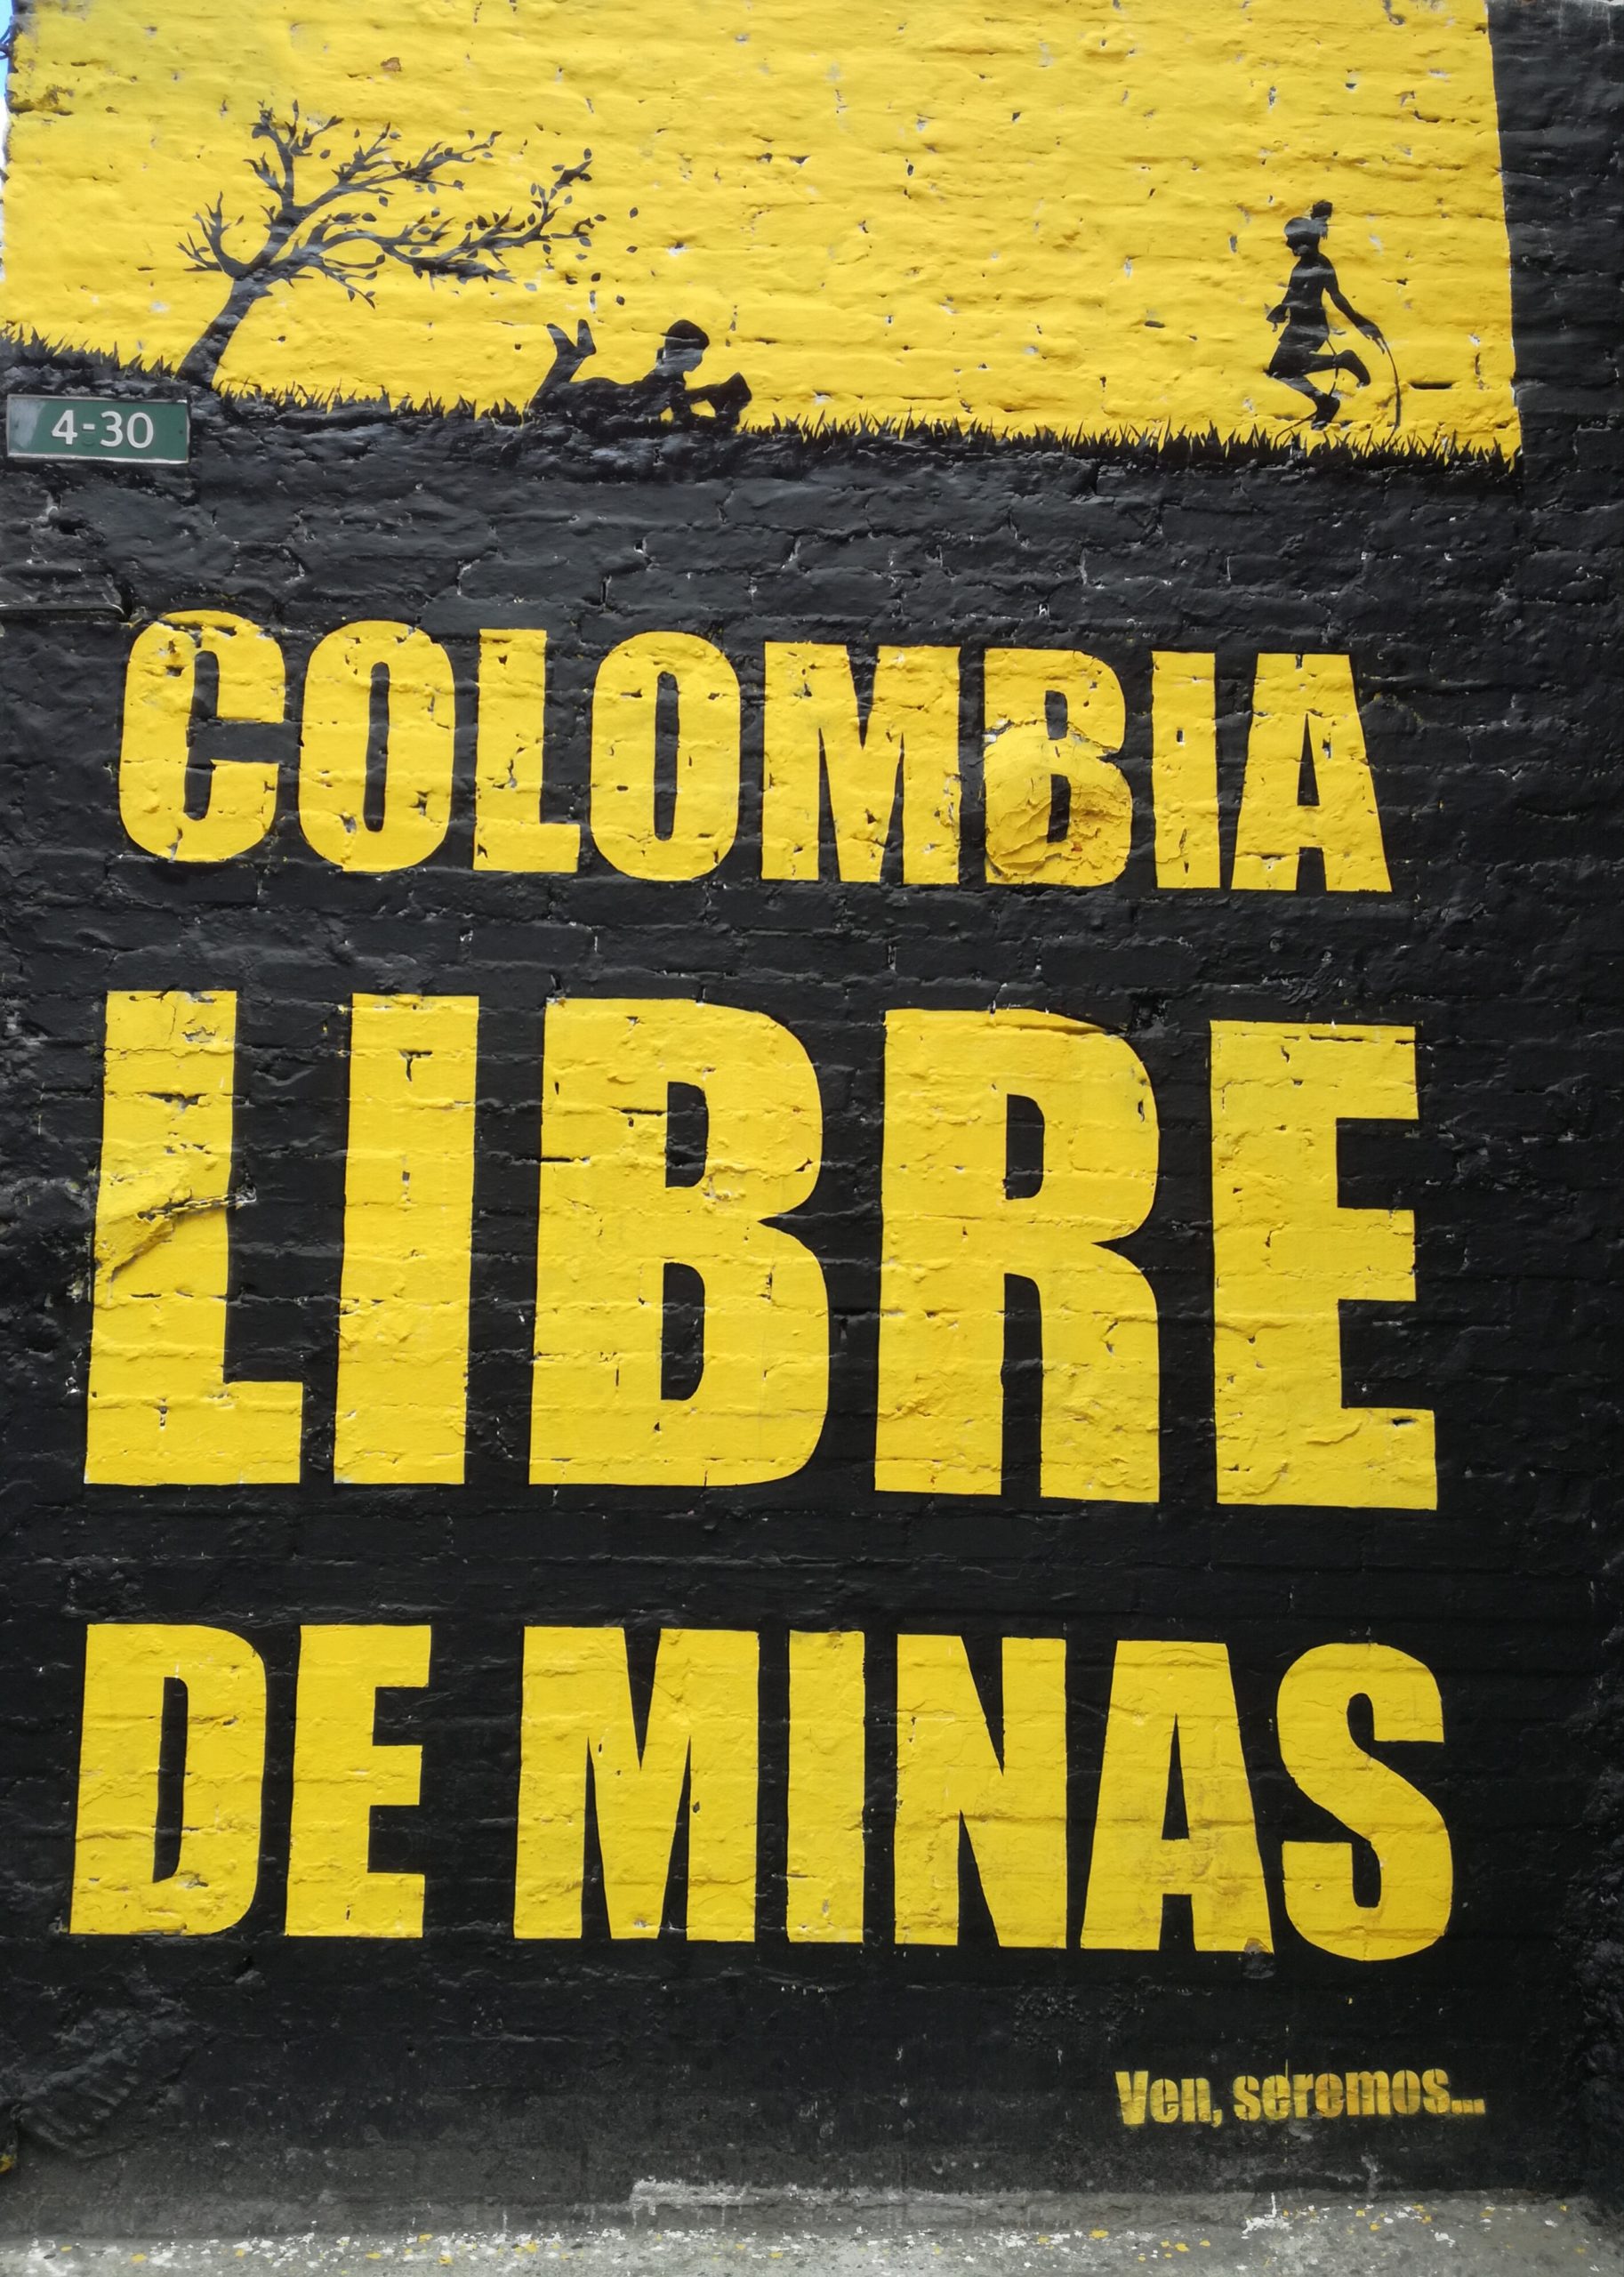 4-30
COLOMBIA
LIBRE
DE MINAS
Ven, seremos...